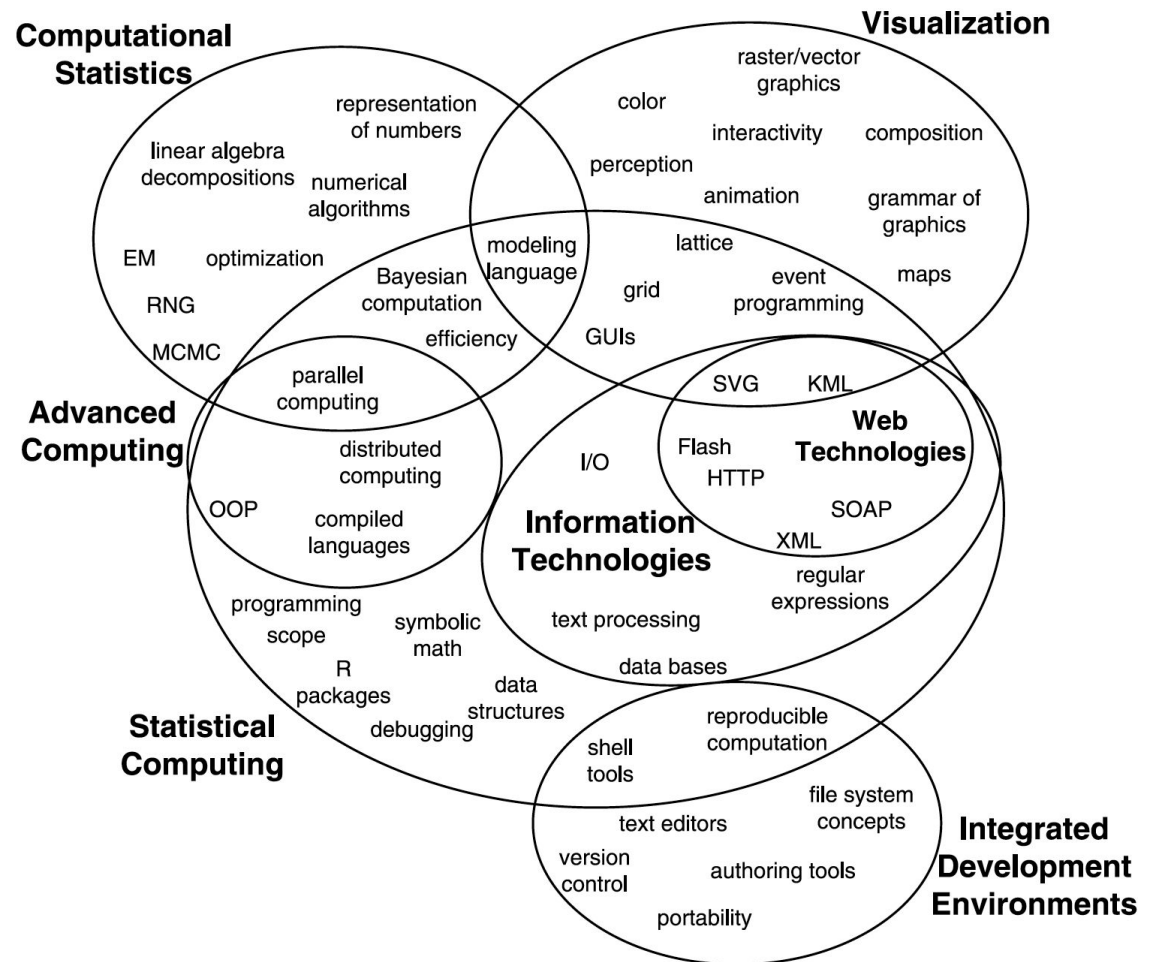 Computational
Statistics
Visualization
representation
of numbers
linear algebra
decompositions
numerical
algorithms
EM
optimization
RNG
MCMC
Bayesian
computation
efficiency
modeling
language
raster/vector
graphics
color
interactivity
composition
perception
animation
grammar of
graphics
lattice
maps
event
programming
grid
GUIs
Advanced
Computing
parallel
computing
distributed
computing
OOP
compiled
languages
SVG
KML
Web
Technologies
Flash
HTTP
SOAP
XML
I/O
Information
Technologies
regular
expressions
text processing
data bases
programming
scope
symbolic
math
R
packages
data
structures
debugging
Statistical
Computing
reproducible
computation
shell
tools
file system
concepts
text editors
version
control
authoring tools
portability
Integrated
Development
Environments